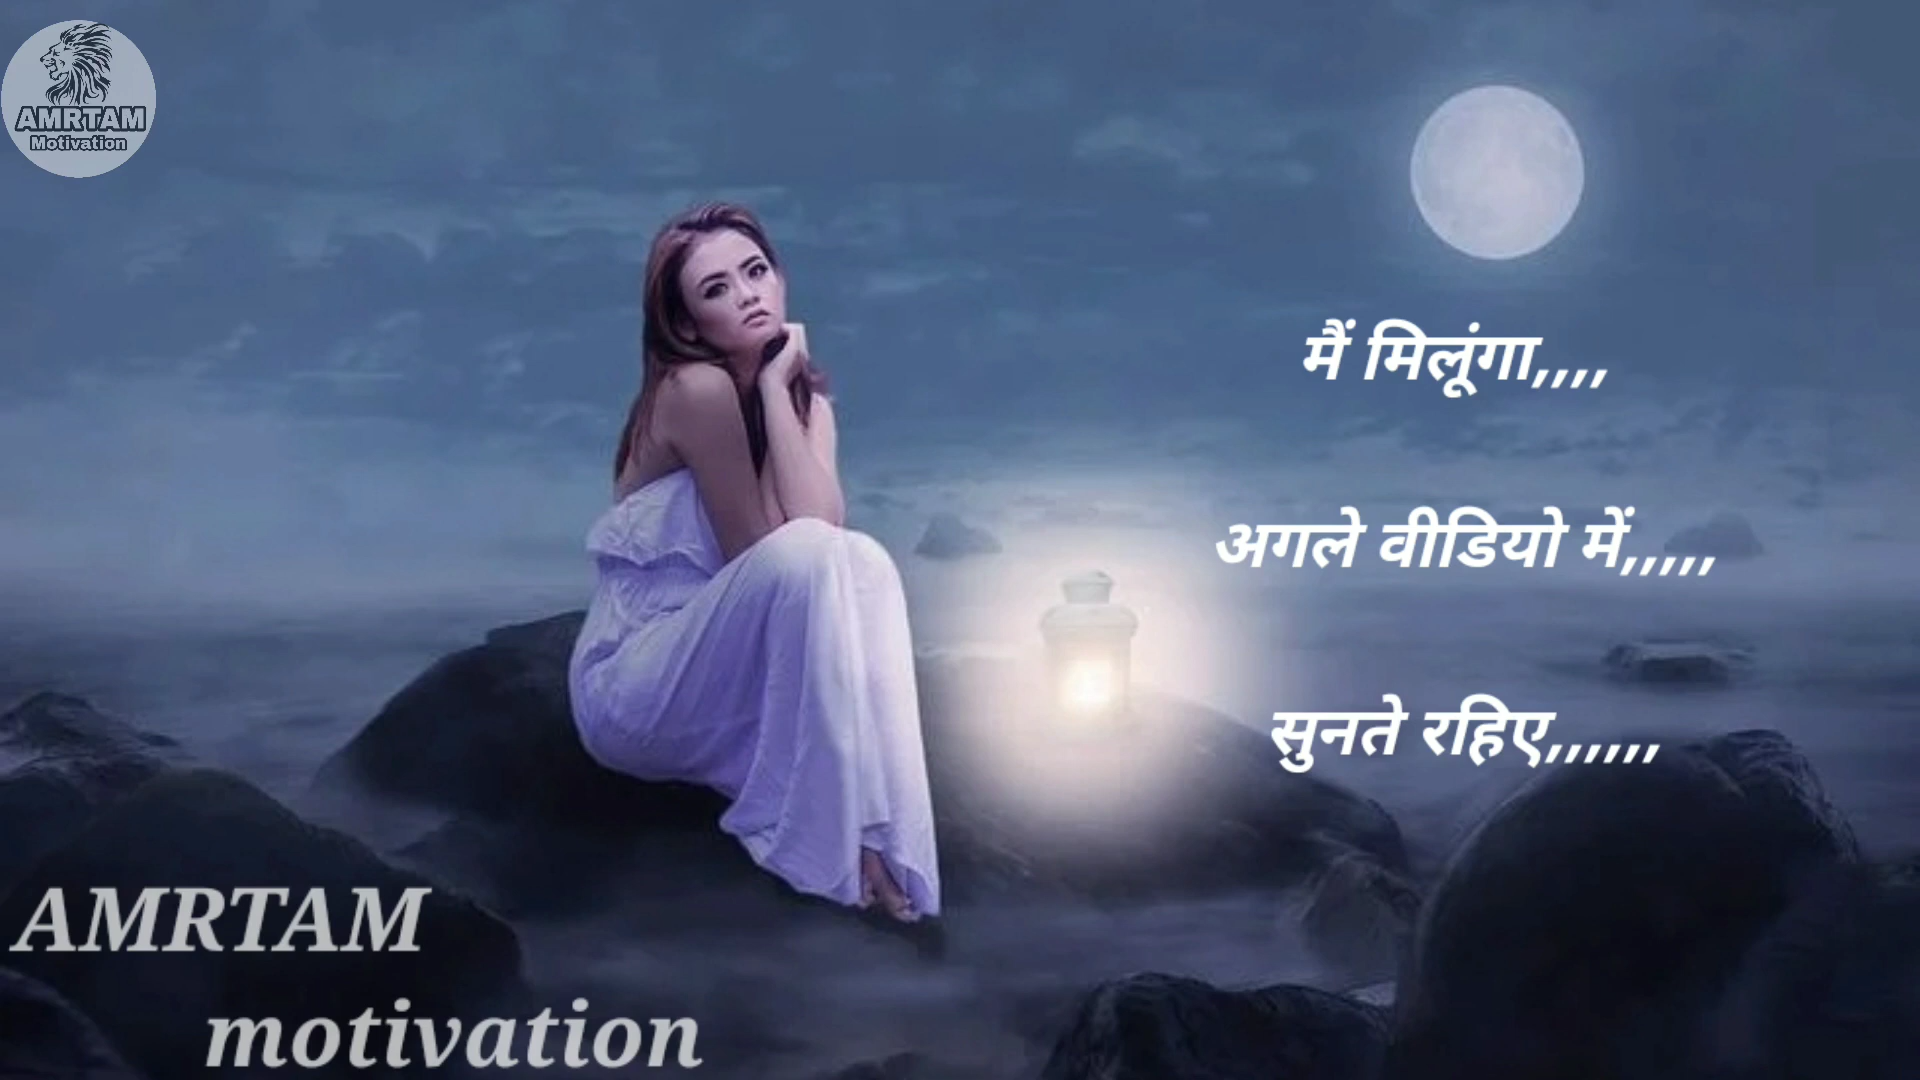 AMRTAM
Motivation
मैं मिलूंगा,,,,
अगले वीडियो में,,,,,
सुनते रहिए,,,,,,
AMRTAM
motivation